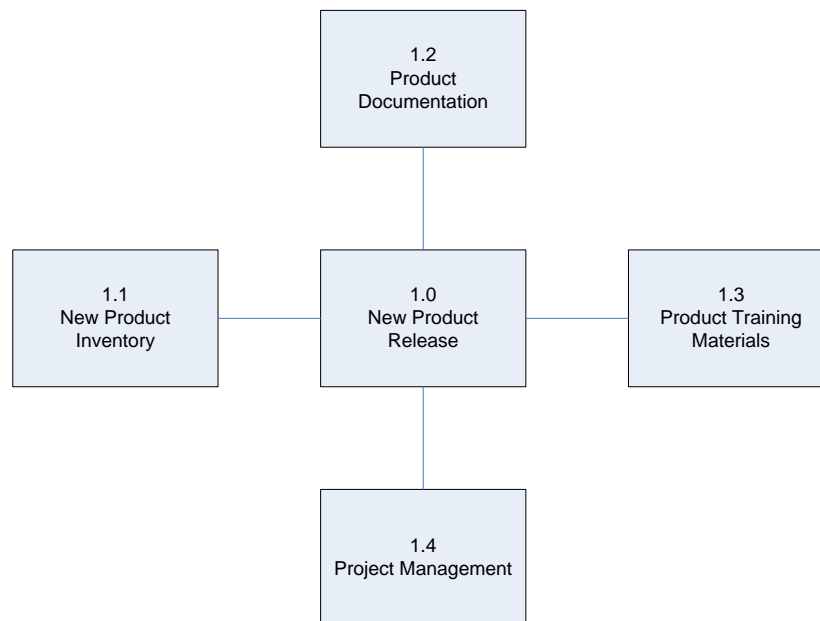 1.2
Product
Documentation
1.1
New Product
Inventory
1.0
New Product
Release
1.3
Product Training
Materials
1.4
Project Management